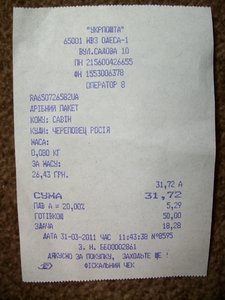 "УКРПОШТА"
65001 МВЗ ОДЕСА-1
ВУЛ.САДОВА 10
ПН 215600426655
ФН 1553006378
ОПЕРАТОР 8
RA650726582UA
ДРІБНИЙ ПАКЕТ
КОМУ: САВІН
КУДИ: ЧЕРЕПОВЕЦ РОСІЯ
МАСА:
0,080 КГ
ЗА МАСУ:
26,43 ГРН.
31,72 А
СУМА 31,72
ПДВ А = 20,00% 5,29
ГОТІВКОЮ 50,00
ЗДАЧА 18,28
ДАТА 31-03-2011 ЧАС 11:43:38 №8595
З. Н. ББ00002861
ДЯКУЄМО ЗА ПОКУПКУ, ЗАХОДЬТЕ ЩЕ !
ФІСКАЛЬНИЙ ЧЕК